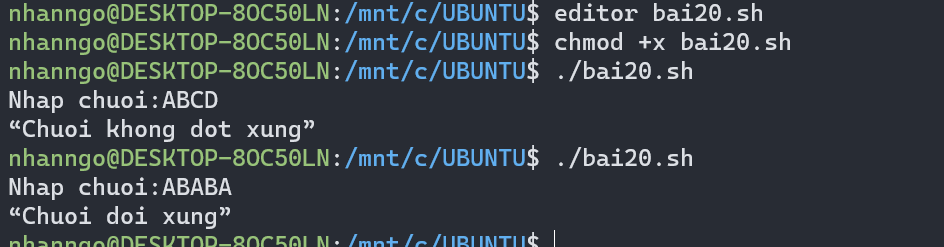 nhanngo@DESKTOP-8OC50LN:/mnt/c/UBUNTU$ editor bai20.sh
nhanngo@DESKTOP-8OC50LN:/mnt/c/UBUNTU$ chmod +x bai20.sh
nhanngo@DESKTOP-8OC50LN:/mnt/c/UBUNTU$ ./bai20.sh
Nhap chuoi:ABCD
“Chuoi khong dot xung”
nhanngo@DESKTOP-8OC50LN:/mnt/c/UBUNTU$ ./bai20.sh
Nhap chuoi:ABABA
“Chuoi doi xung”
nhanngo@DESKTOP-8OC50LN:/mnt/c/UBUNTU$